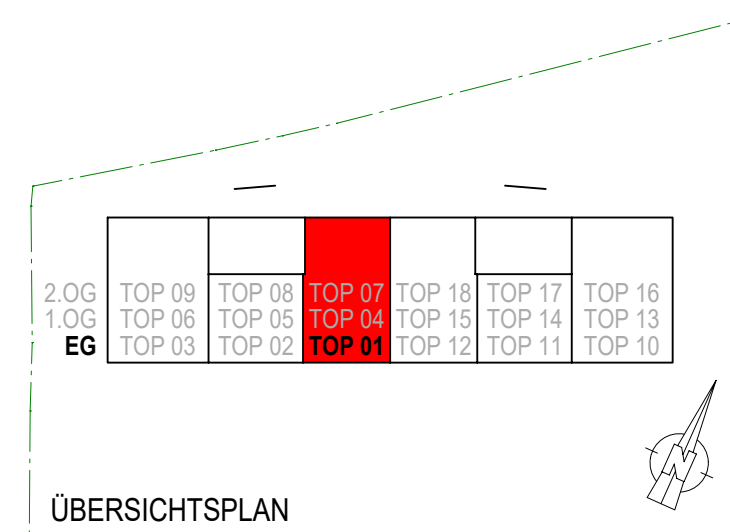 2.OG TOP 09 TOP 08 TOP 07 TOP 18 TOP 17 TOP 16
1.OG TOP 06 TOP 05 TOP 04 TOP 15 TOP 14 TOP 13
EG TOP 03 TOP 02 TOP 01 TOP 12 TOP 11 TOP 10
N
ÜBERSICHTSPLAN